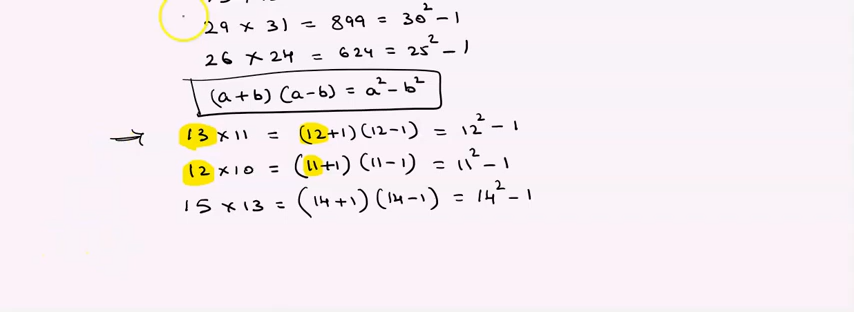 29 × 31 = 899 = 30² - 1
26 × 24 = 624 = 25² - 1
(a+b) (a-b) = a² - b²
→ 13 × 11 = (12+1)(12-1) = 12² - 1
12 × 10 = (11+1) (11-1) = 11² - 1
15 × 13 = (14+1) (14-1) = 14² - 1